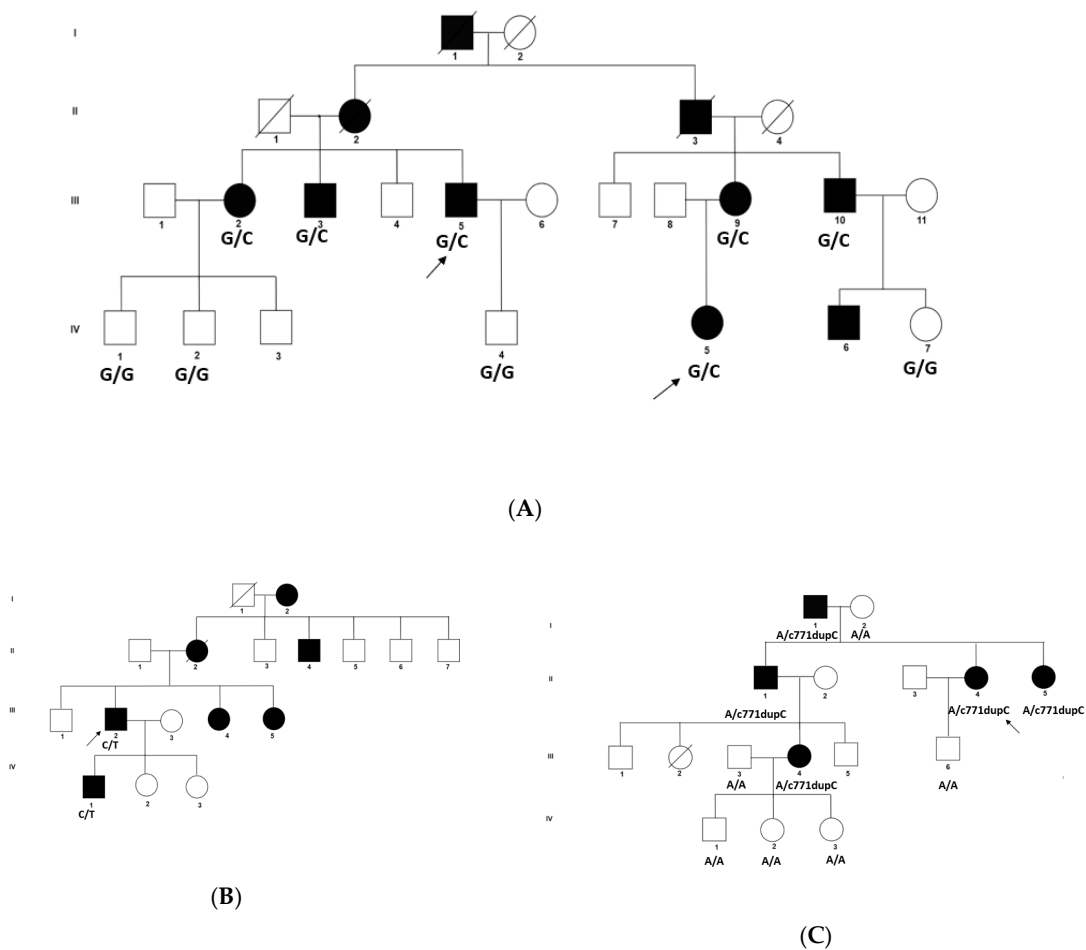 I
1 2
II
1 2 3 4
III
1 2 3 4 5 6 7 8 9 10 11
G/C G/C G/C G/C G/C
IV
1 2 3 4 5 6 7
G/G G/G G/G G/C G/G
(A)
I
1 2
II
1 2 3 4 5 6 7
III
1 2 3 4 5
C/T
IV
1 2 3
C/T
(B)
I
1 2
A/c771dupC A/A
II
1 2 3 4 5
A/c771dupC A/c771dupC A/c771dupC
III
1 2 3 4 5 6
A/A A/c771dupC A/A
IV
1 2 3
A/A A/A A/A
(C)